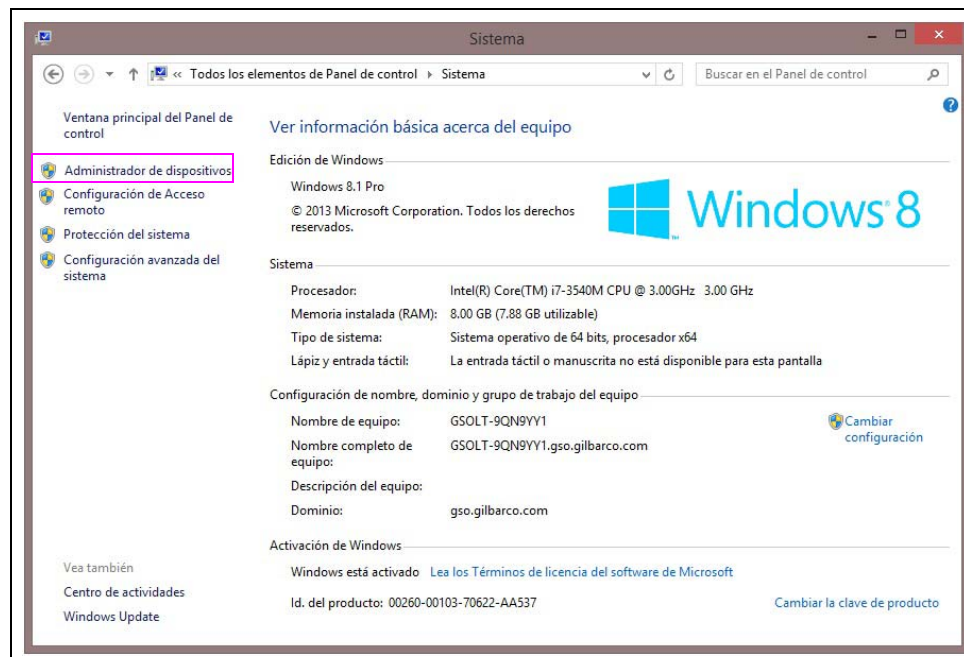 Sistema
« Todos los elementos de Panel de control ▸ Sistema
Buscar en el Panel de control
Ventana principal del Panel de
control
Administrador de dispositivos
Configuración de Acceso
remoto
Protección del sistema
Configuración avanzada del
sistema
Ver información básica acerca del equipo
Edición de Windows
Windows 8.1 Pro
© 2013 Microsoft Corporation. Todos los derechos
reservados.
Windows® 8
Sistema
Procesador: Intel(R) Core(TM) i7-3540M CPU @ 3.00GHz 3.00 GHz
Memoria instalada (RAM): 8.00 GB (7.88 GB utilizable)
Tipo de sistema: Sistema operativo de 64 bits, procesador x64
Lápiz y entrada táctil: La entrada táctil o manuscrita no está disponible para esta pantalla
Configuración de nombre, dominio y grupo de trabajo del equipo
Nombre de equipo: GSOLT-9QN9YY1
Cambiar
configuración
Nombre completo de
equipo:
GSOLT-9QN9YY1.gso.gilbarco.com
Descripción del equipo:
Dominio: gso.gilbarco.com
Activación de Windows
Windows está activado Lea los Términos de licencia del software de Microsoft
Id. del producto: 00260-00103-70622-AA537
Cambiar la clave de producto
Vea también
Centro de actividades
Windows Update